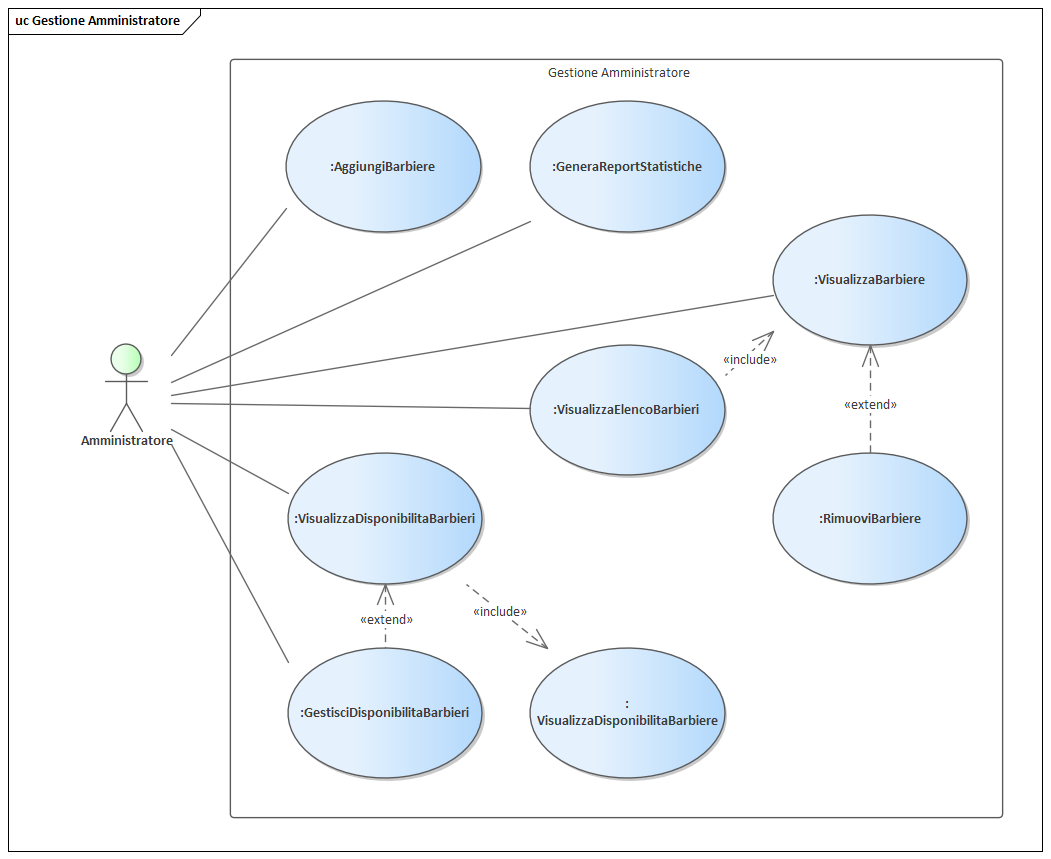 uc Gestione Amministratore
Gestione Amministratore
:AggiungiBarbiere
:GeneraReportStatistiche
:VisualizzaBarbiere
«include»
:VisualizzaElencoBarbieri
«extend»
Amministratore
:VisualizzaDisponibilitaBarbieri
:RimuoviBarbiere
«extend»
«include»
:GestisciDisponibilitaBarbieri
:
VisualizzaDisponibilitaBarbiere